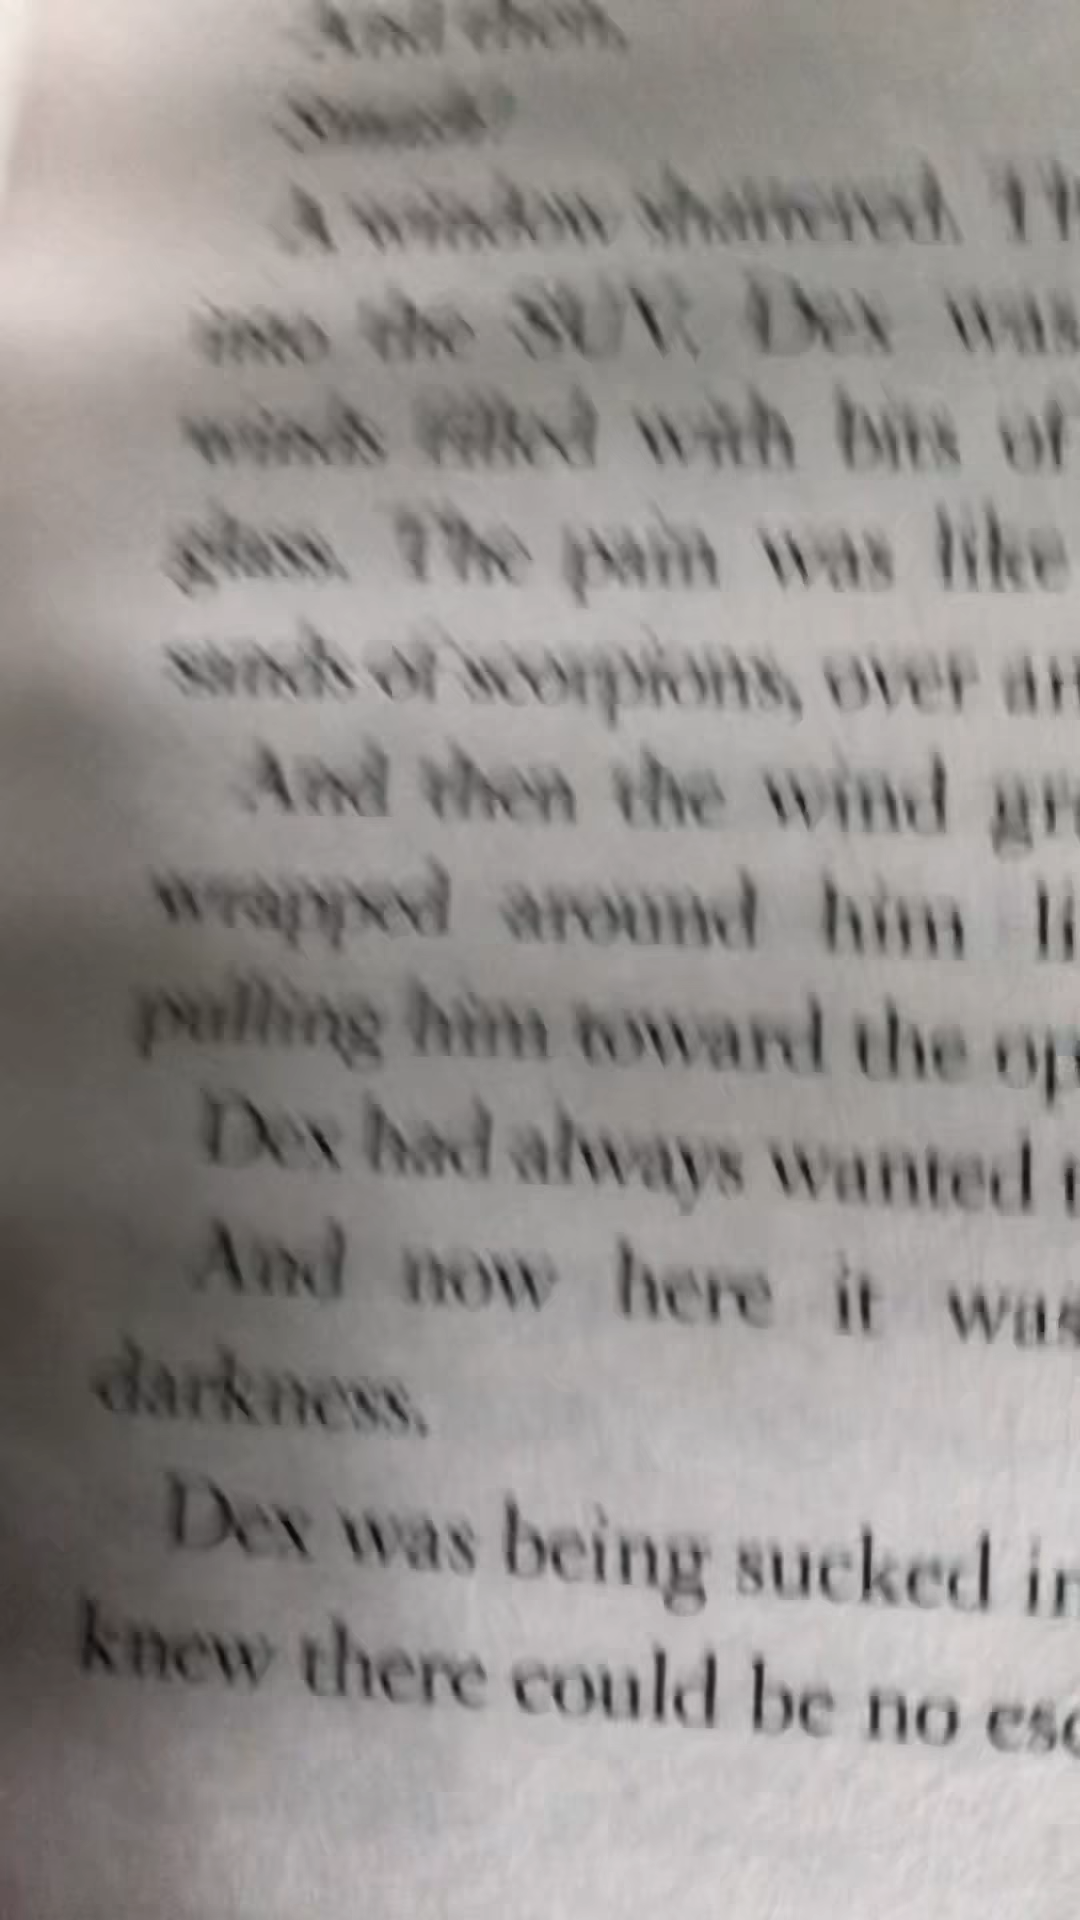 And then,
A window shattered. Th
into the SUV. Dex was
winds filled with bits of
glass. The pain was like
sands of scorpions, over an
And then the wind gr
wrapped around him li
pulling him toward the op
Dex had always wanted t
And now here it was
darkness.
Dex was being sucked in
knew there could be no esc